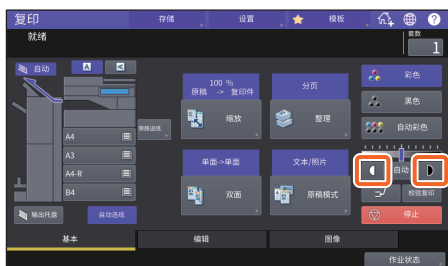 复印
存储
设置
模板
就绪
套数
1
自动
A
彩色
100 %
原稿 -> 复印件
分页
黑色
旁路送纸
缩放
整理
自动彩色
A4
A3
单面->单面
文本/照片
自动
A4-R
B4
双面
原稿模式
校验复印
输出托盘
自动选纸
停止
基本
编辑
图像
作业状态